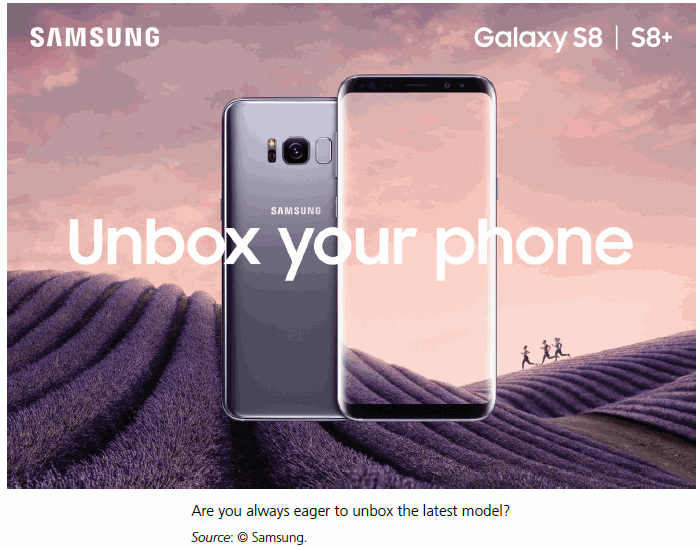 SAMSUNG
Galaxy S8 | S8+
SAMSUNG
Unbox your phone
Are you always eager to unbox the latest model?
Source: © Samsung.